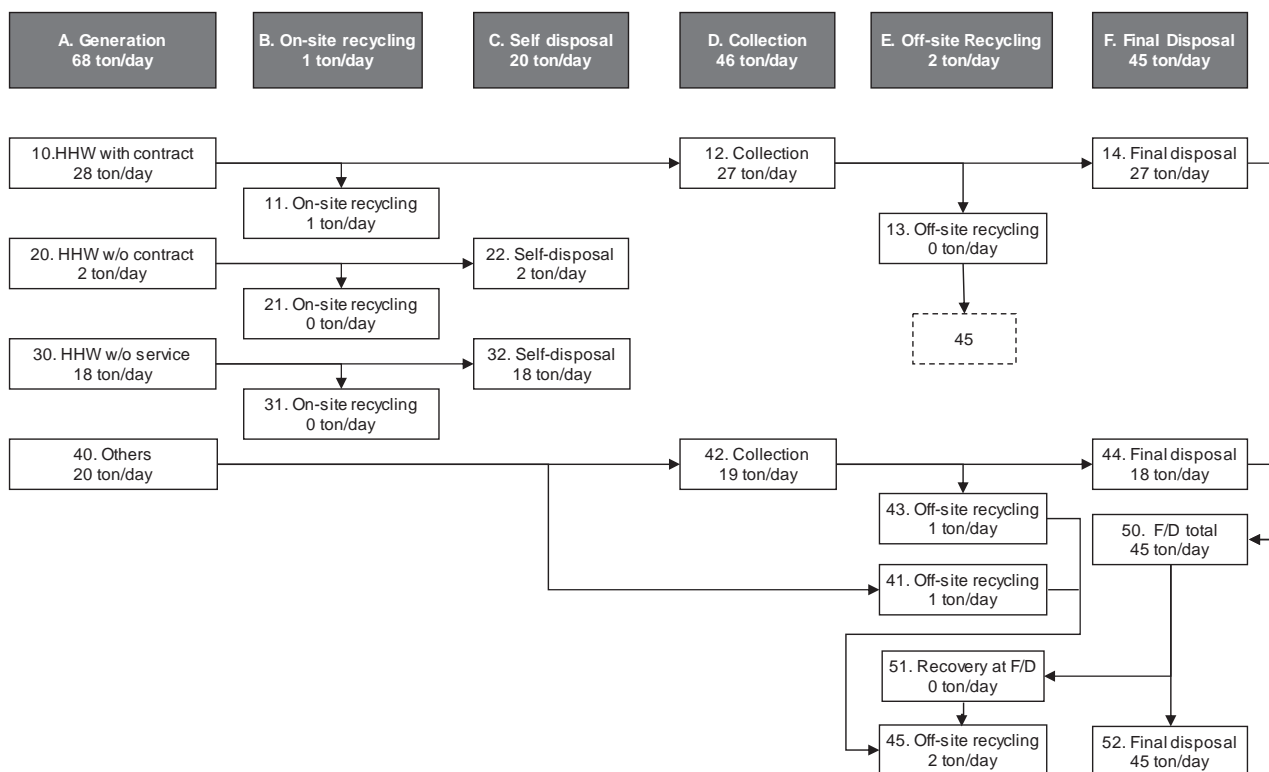 A. Generation
68 ton/day
B. On-site recycling
1 ton/day
C. Self disposal
20 ton/day
D. Collection
46 ton/day
E. Off-site Recycling
2 ton/day
F. Final Disposal
45 ton/day
10.HHW with contract
28 ton/day
12. Collection
27 ton/day
14. Final disposal
27 ton/day
11. On-site recycling
1 ton/day
13. Off-site recycling
0 ton/day
20. HHW w/o contract
2 ton/day
22. Self-disposal
2 ton/day
21. On-site recycling
0 ton/day
45
30. HHW w/o service
18 ton/day
32. Self-disposal
18 ton/day
31. On-site recycling
0 ton/day
40. Others
20 ton/day
42. Collection
19 ton/day
44. Final disposal
18 ton/day
43. Off-site recycling
1 ton/day
50. F/D total
45 ton/day
41. Off-site recycling
1 ton/day
51. Recovery at F/D
0 ton/day
45. Off-site recycling
2 ton/day
52. Final disposal
45 ton/day